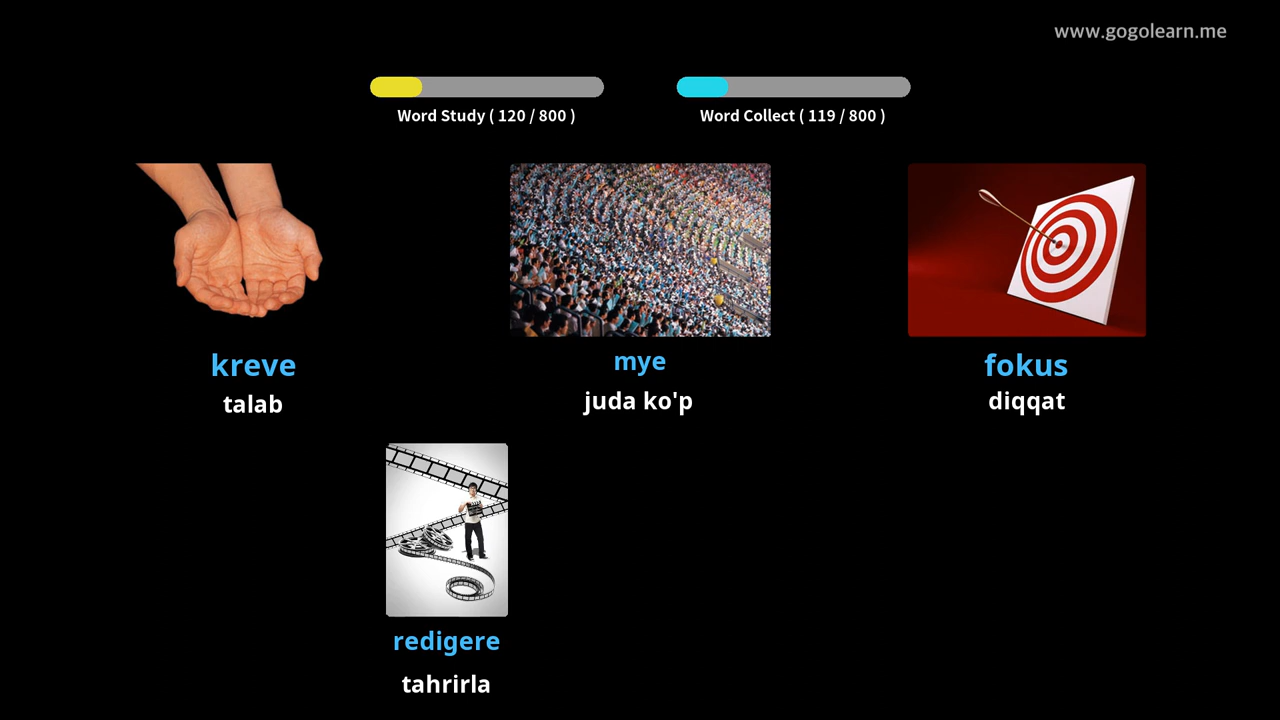 www.gogolearn.me
Word Study ( 120 / 800 )
Word Collect ( 119 / 800 )
kreve
talab
mye
juda ko'p
fokus
diqqat
redigere
tahrirla